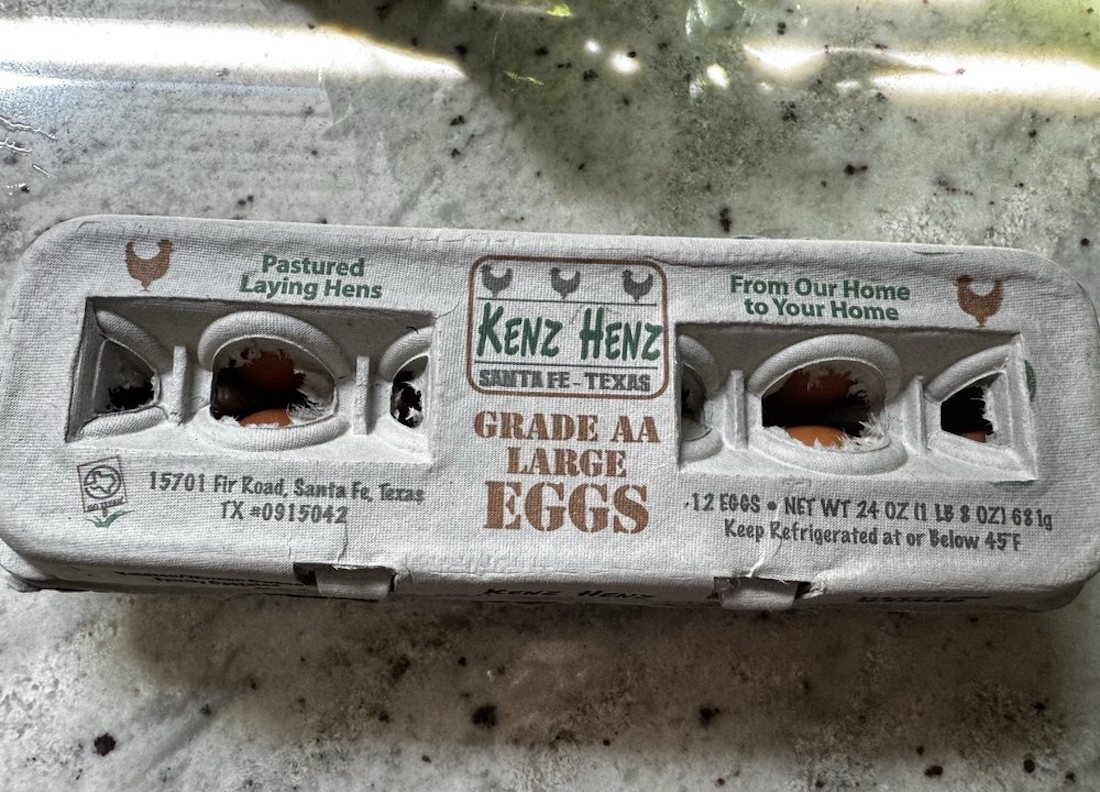 Pastured
Laying Hens
KENZ HENZ
SANTA FE - TEXAS
From Our Home
to Your Home
GRADE AA
LARGE
EGGS
15701 Fir Road, Santa Fe, Texas
TX #0915042
12 EGGS • NET WT 24 OZ (1 LB 8 OZ) 681g
Keep Refrigerated at or Below 45°F
KENZ HENZ